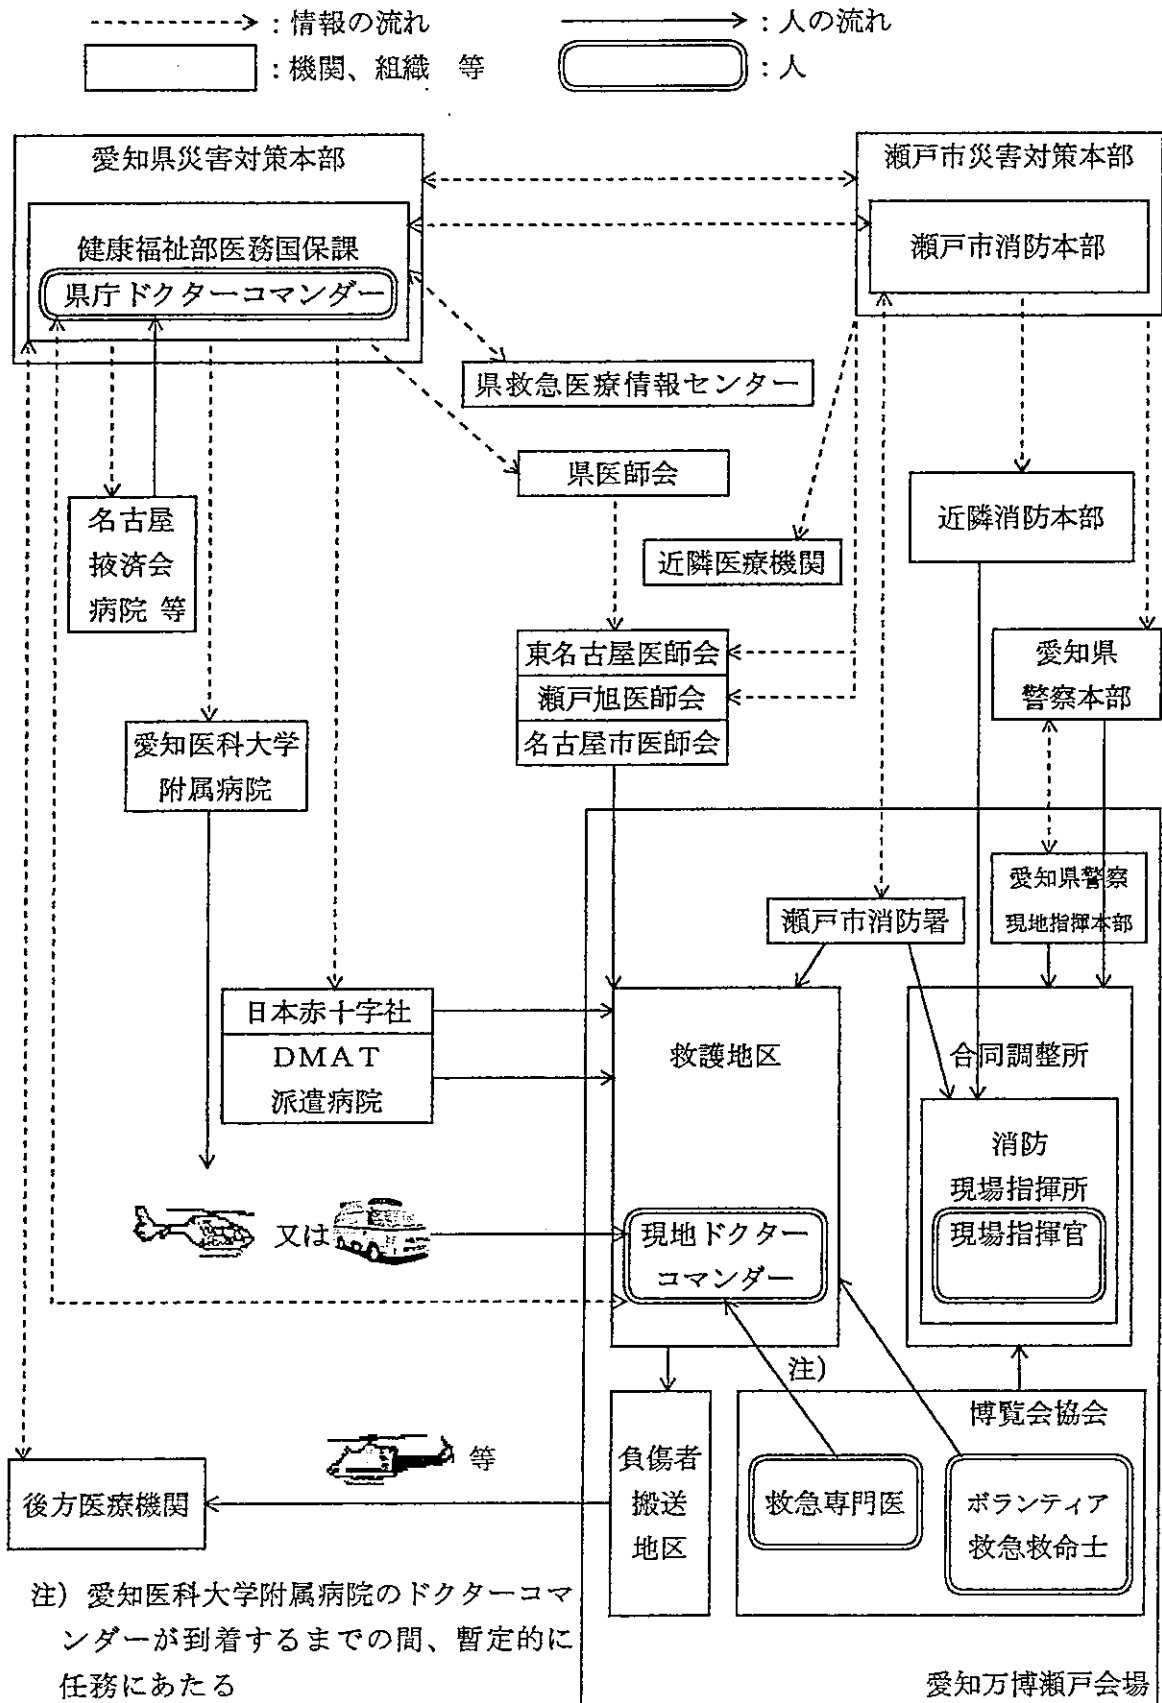 ：情報の流れ
：人の流れ
：機関、組織　等
：人
愛知県災害対策本部
健康福祉部医務国保課
県庁ドクターコマンダー
瀬戸市災害対策本部
瀬戸市消防本部
県救急医療情報センター
県医師会
近隣消防本部
名古屋
掖済会
病院 等
近隣医療機関
東名古屋医師会
瀬戸旭医師会
名古屋市医師会
愛知県
警察本部
愛知医科大学
附属病院
愛知県警察
現地指揮本部
瀬戸市消防署
日本赤十字社
ＤＭＡＴ
派遣病院
救護地区
合同調整所
消防
現場指揮所
現場指揮官
又は
現地ドクター
コマンダー
注）
博覧会協会
救急専門医
ボランティア
救急救命士
負傷者
搬送
地区
等
後方医療機関
注）愛知医科大学附属病院のドクターコマ
ンダーが到着するまでの間、暫定的に
任務にあたる
愛知万博瀬戸会場